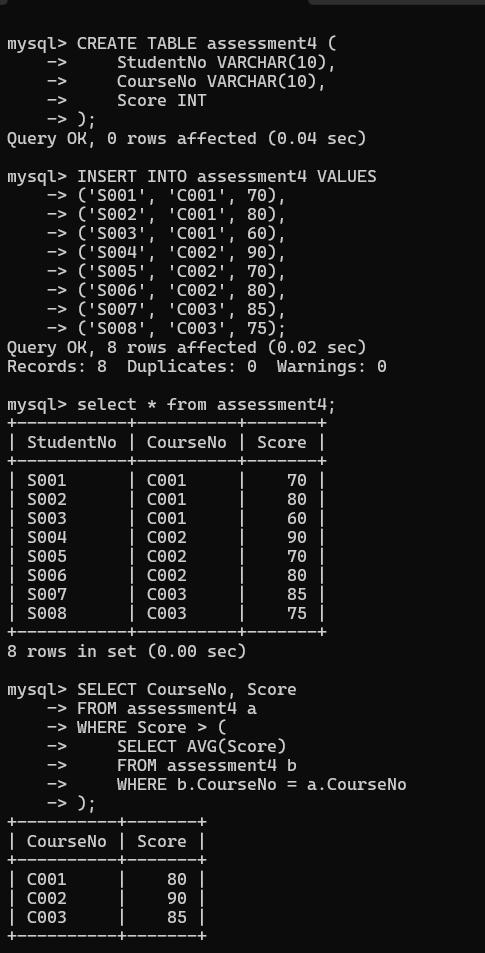 mysql> CREATE TABLE assessment4 (
    ->     StudentNo VARCHAR(10),
    ->     CourseNo VARCHAR(10),
    ->     Score INT
    -> );
Query OK, 0 rows affected (0.04 sec)

mysql> INSERT INTO assessment4 VALUES
    -> ('S001', 'C001', 70),
    -> ('S002', 'C001', 80),
    -> ('S003', 'C001', 60),
    -> ('S004', 'C002', 90),
    -> ('S005', 'C002', 70),
    -> ('S006', 'C002', 80),
    -> ('S007', 'C003', 85),
    -> ('S008', 'C003', 75);
Query OK, 8 rows affected (0.02 sec)
Records: 8  Duplicates: 0  Warnings: 0

mysql> select * from assessment4;
+-----------+----------+-------+
| StudentNo | CourseNo | Score |
+-----------+----------+-------+
| S001      | C001     |    70 |
| S002      | C001     |    80 |
| S003      | C001     |    60 |
| S004      | C002     |    90 |
| S005      | C002     |    70 |
| S006      | C002     |    80 |
| S007      | C003     |    85 |
| S008      | C003     |    75 |
+-----------+----------+-------+
8 rows in set (0.00 sec)

mysql> SELECT CourseNo, Score
    -> FROM assessment4 a
    -> WHERE Score > (
    ->     SELECT AVG(Score)
    ->     FROM assessment4 b
    ->     WHERE b.CourseNo = a.CourseNo
    -> );
+----------+-------+
| CourseNo | Score |
+----------+-------+
| C001     |    80 |
| C002     |    90 |
| C003     |    85 |
+----------+-------+